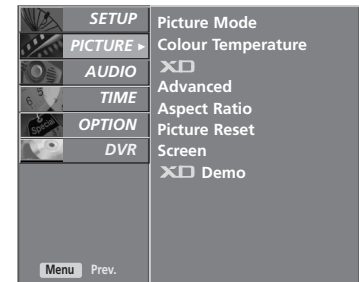 SETUP
PICTURE ►
AUDIO
TIME
OPTION
DVR
Picture Mode
Colour Temperature
XD
Advanced
Aspect Ratio
Picture Reset
Screen
XD Demo
Special
Menu Prev.